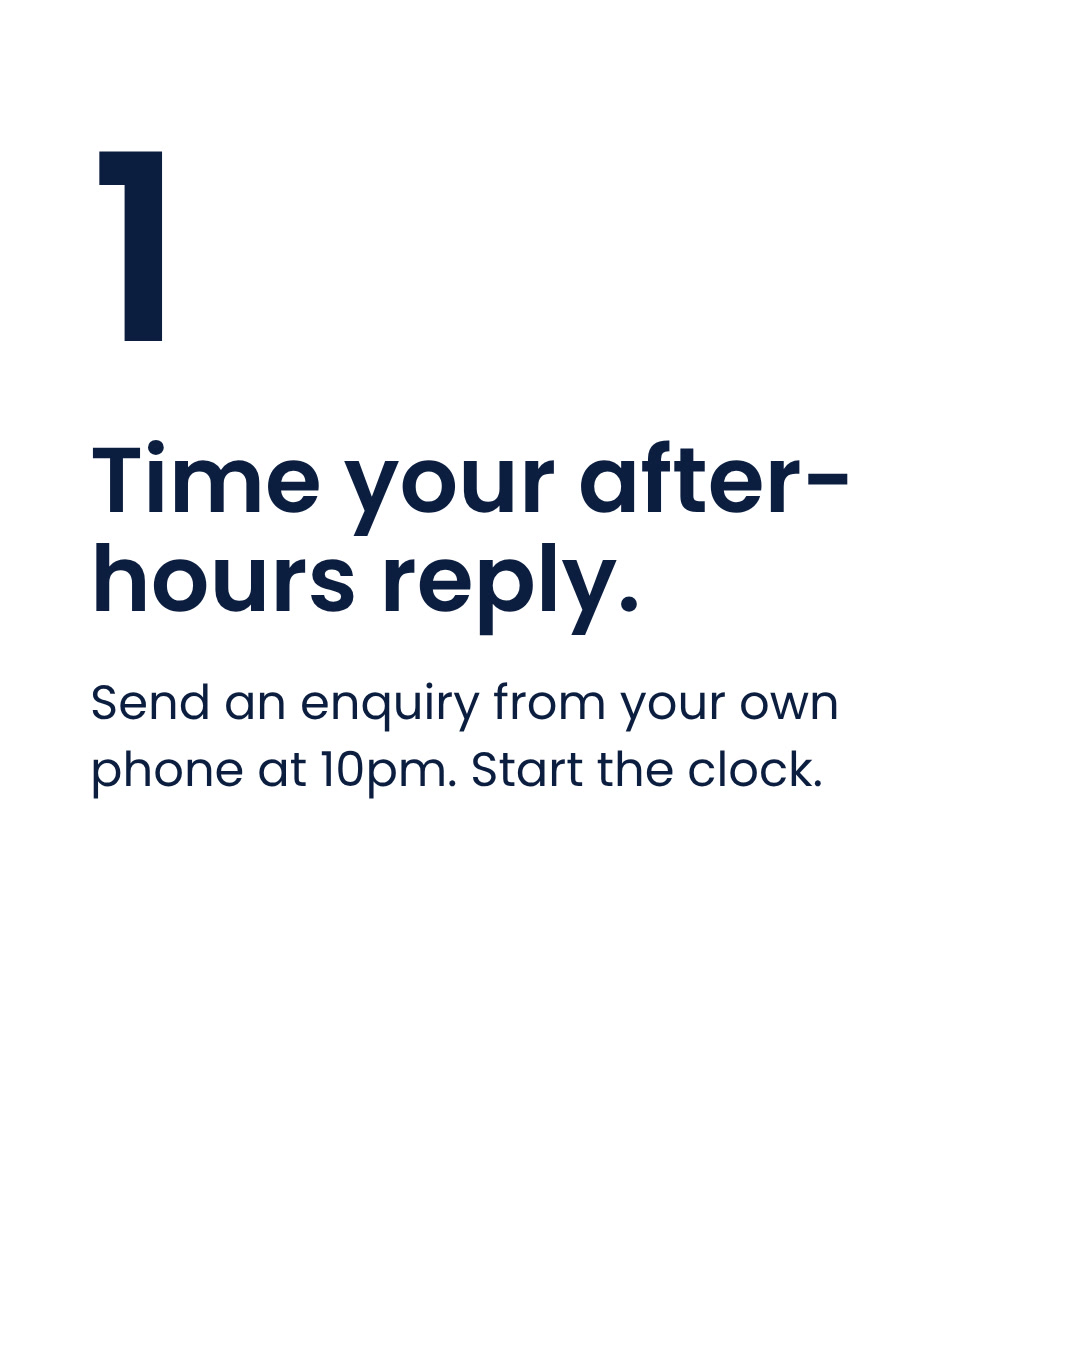 1
Time your after-
hours reply.
Send an enquiry from your own
phone at 10pm. Start the clock.